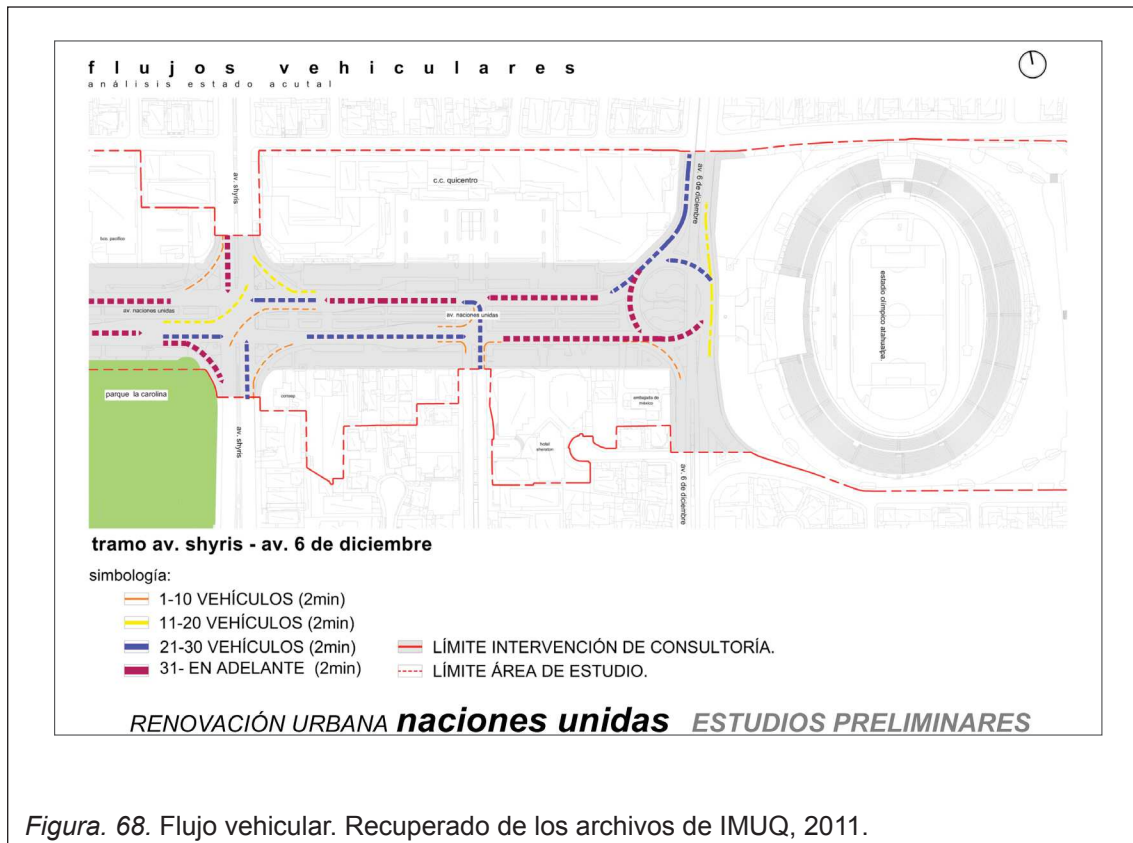 flujos vehiculares
análisis estado acutal
av. shyris
c.c. quicentro
av. 6 de diciembre
av. naciones unidas
av. naciones unidas
estadio olímpico atahualpa.
parque la carolina
embajada de
méxico
hotel
sheraton
av. shyris
av. 6 de diciembre
tramo av. shyris - av. 6 de diciembre
simbología:
1-10 VEHÍCULOS (2min)
11-20 VEHÍCULOS (2min)
21-30 VEHÍCULOS (2min)
31- EN ADELANTE (2min)
LÍMITE INTERVENCIÓN DE CONSULTORÍA.
LÍMITE ÁREA DE ESTUDIO.
RENOVACIÓN URBANA naciones unidas ESTUDIOS PRELIMINARES
Figura. 68. Flujo vehicular. Recuperado de los archivos de IMUQ, 2011.